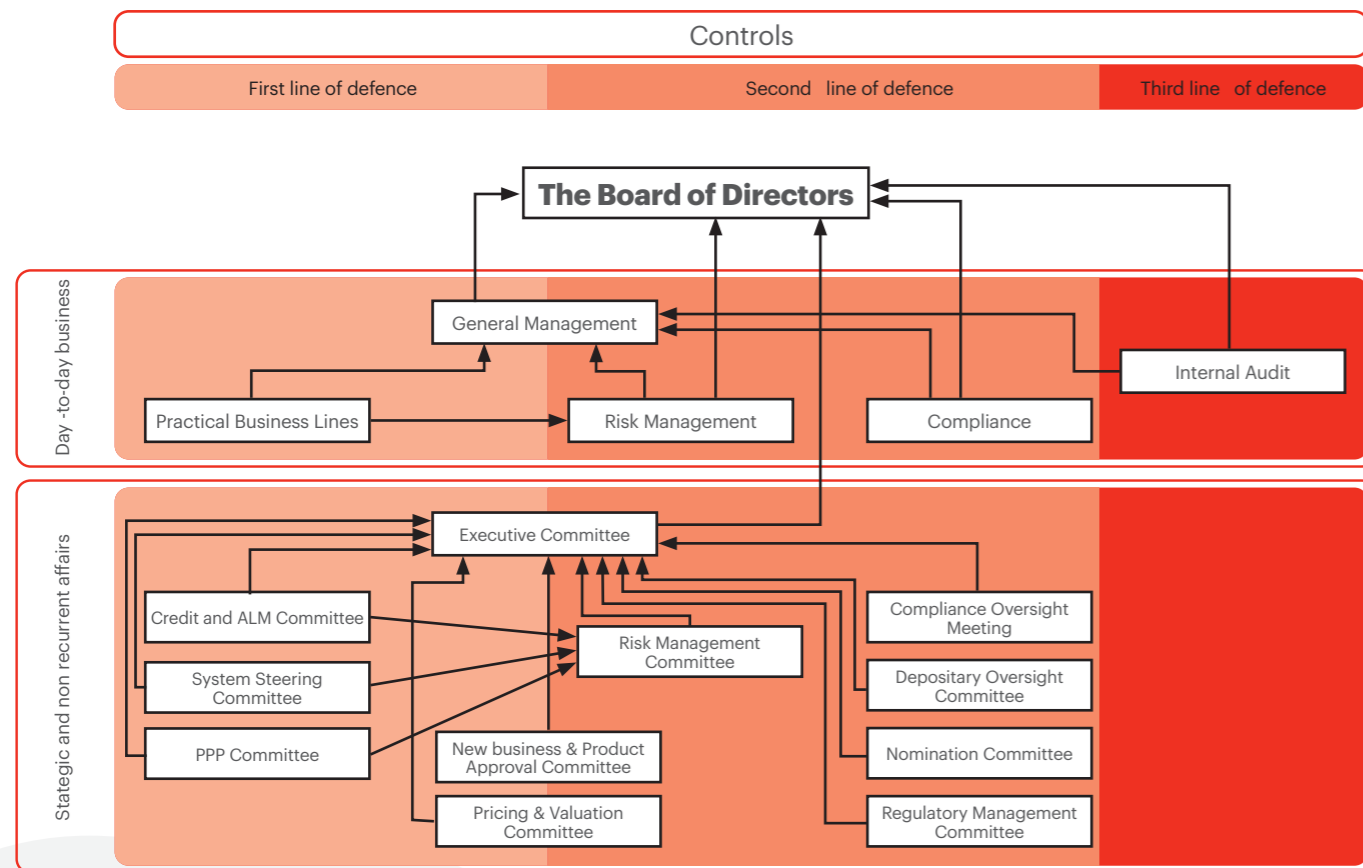 Controls
First line of defence
Second line of defence
Third line of defence
The Board of Directors
Day -to-day business
General Management
Internal Audit
Practical Business Lines
Risk Management
Compliance
Stategic and non recurrent affairs
Executive Committee
Credit and ALM Committee
Compliance Oversight
Meeting
Risk Management
Committee
System Steering
Committee
Depositary Oversight
Committee
PPP Committee
New business & Product
Approval Committee
Nomination Committee
Pricing & Valuation
Committee
Regulatory Management
Committee